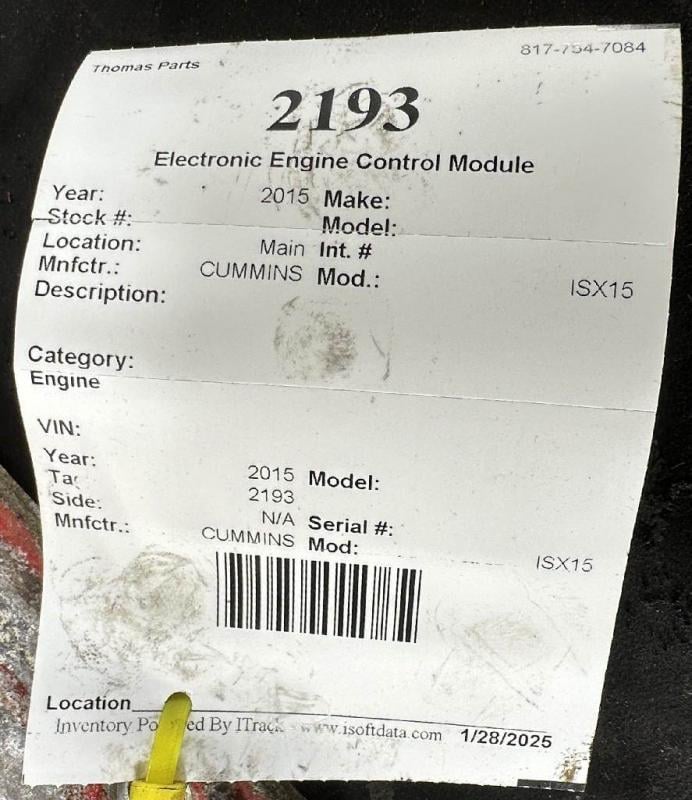 Thomas Parts 817-754-7084
2193
Electronic Engine Control Module
Year: 2015 Make:
Stock #: Model:
Location: Main Int. #
Mnfctr.: CUMMINS Mod.: ISX15
Description:
Category:
Engine
VIN:
Year: 2015 Model:
2193
Side: N/A Serial #:
Mnfctr.: CUMMINS Mod: ISX15
Location
Inventory By ITrack - www.isoftdata.com 1/28/2025